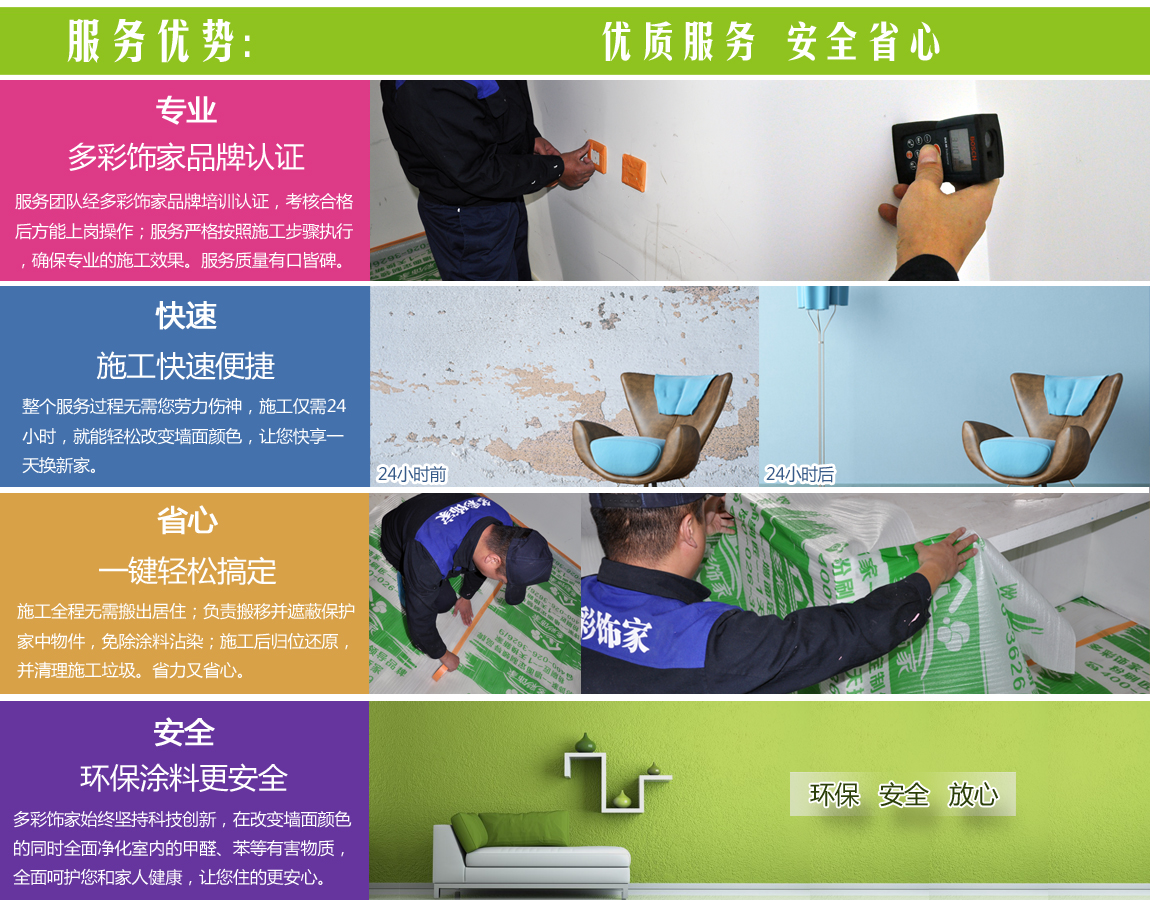 服务优势:
优质服务 安全省心
专业
多彩饰家品牌认证
服务团队经多彩饰家品牌培训认证，考核合格
后方能上岗操作；服务严格按照施工步骤执行
，确保专业的施工效果。服务质量有口皆碑。
BOSCH
快速
施工快速便捷
整个服务过程无需您劳力伤神，施工仅需24
小时，就能轻松改变墙面颜色，让您快享一
天换新家。
24小时前
24小时后
省心
一键轻松搞定
施工全程无需搬出居住；负责搬移并遮蔽保护
家中物件，免除涂料沾染；施工后归位还原，
并清理施工垃圾。省力又省心。
彩饰家
安全
环保涂料更安全
多彩饰家始终坚持科技创新，在改变墙面颜色
的同时全面净化室内的甲醛、苯等有害物质，
全面呵护您和家人健康，让您住的更安心。
环保 安全 放心